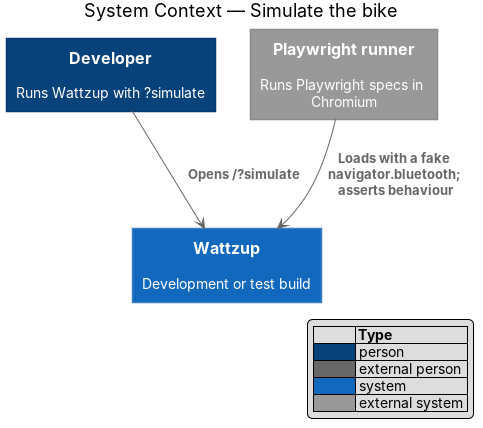 System Context — Simulate the bike
Developer
Runs Wattzup with ?simulate
Playwright runner
Runs Playwright specs in
Chromium
Opens /?simulate
Loads with a fake
navigator.bluetooth;
asserts behaviour
Wattzup
Development or test build
Type
person
external person
system
external system